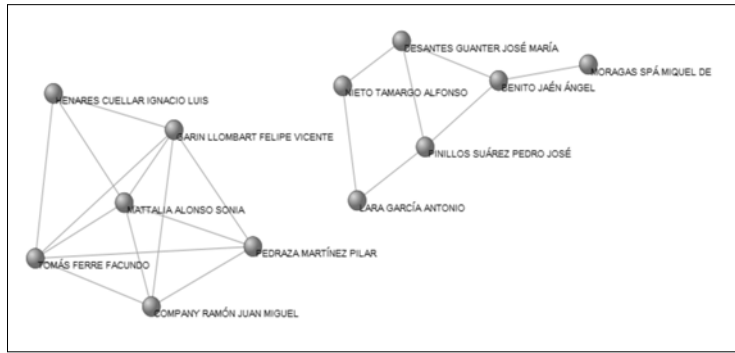 DESANTES GUANTER JOSÉ MARÍA
MORAGAS SPÁ MIQUEL DE
NIETO TAMARGO ALFONSO
BENITO JAÉN ÁNGEL
HENARES CUELLAR IGNACIO LUIS
GARIN LLOMBART FELIPE VICENTE
PINILLOS SUÁREZ PEDRO JOSÉ
MATTALIA ALONSO SONIA
LARA GARCÍA ANTONIO
PEDRAZA MARTÍNEZ PILAR
TOMÁS FERRE FACUNDO
COMPANY RAMÓN JUAN MIGUEL